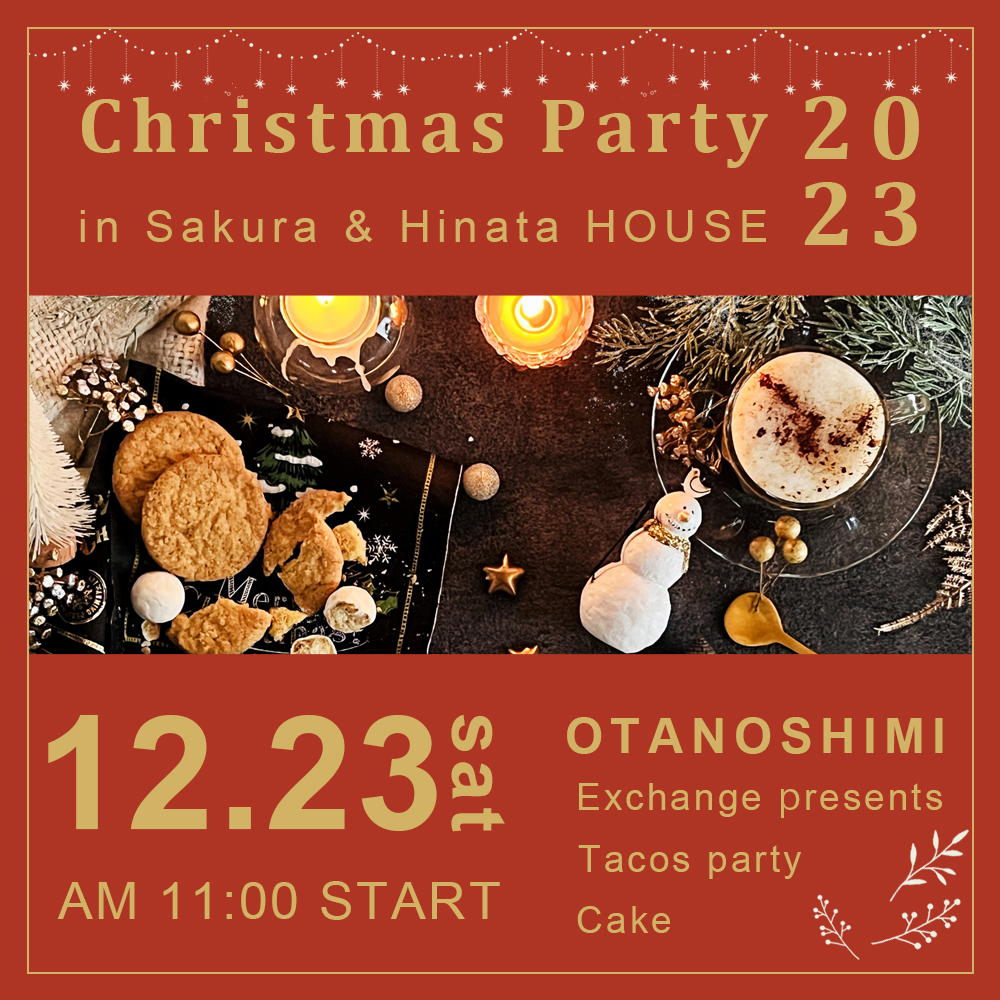 Christmas Party 20
23
in Sakura & Hinata HOUSE
12.23 sat
AM 11:00 START
OTANOSHIMI
Exchange presents
Tacos party
Cake